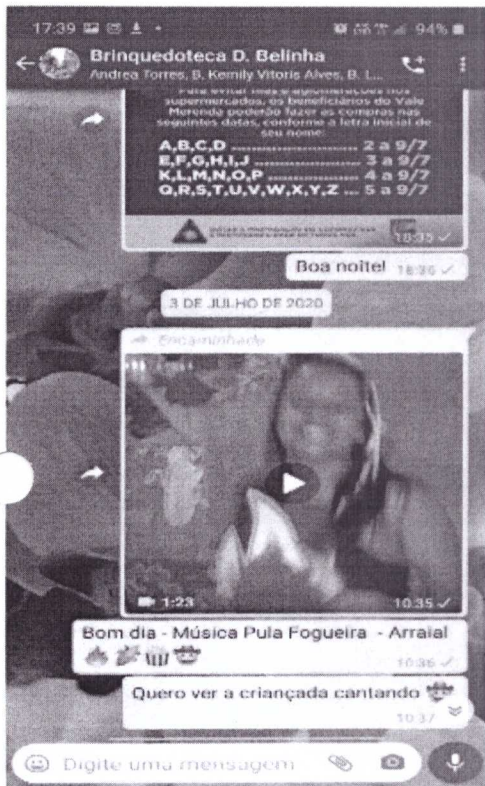 17:39
94%
Brinquedoteca D. Belinha
Andrea Torres, B. Kemily Vitoris Alves, B. L...
supermercados, os beneficiários do Vale
Merenda poderão fazer as compras nas
seguintes datas, conforme a letra inicial de
seu nome:
A,B,C,D ........................ 2 a 9/7
E,F,G,H,I,J .................... 3 a 9/7
K,L,M,N,O,P ................. 4 a 9/7
Q,R,S,T,U,V,W,X,Y,Z ... 5 a 9/7
18:35
Boa noite! 18:36
3 DE JULHO DE 2020
Encaminhada
1:23
10:35
Bom dia - Música Pula Fogueira - Arraial
10:36
Quero ver a criançada cantando
10:37
Digite uma mensagem